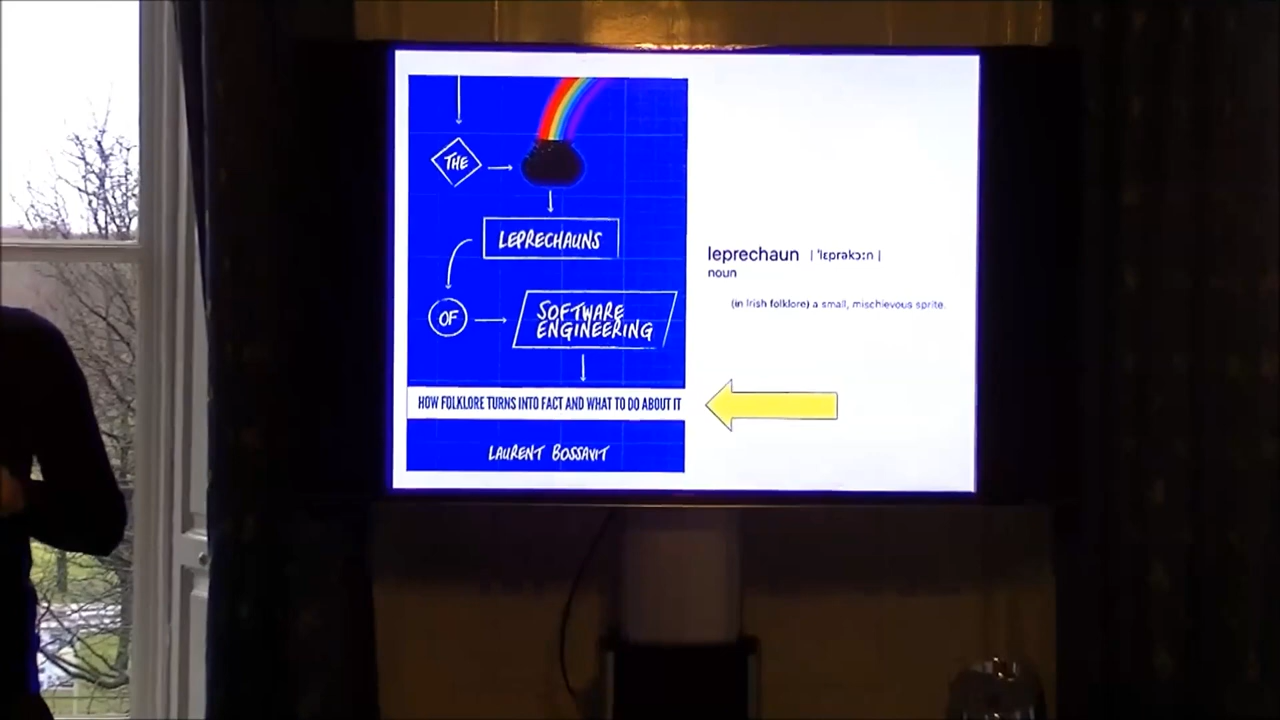 THE
LEPRECHAUNS
OF
SOFTWARE
ENGINEERING
HOW FOLKLORE TURNS INTO FACT AND WHAT TO DO ABOUT IT
LAURENT BOSSAVIT
leprechaun | ˈlɛprəkɔːn |
noun
(in Irish folklore) a small, mischievous sprite.